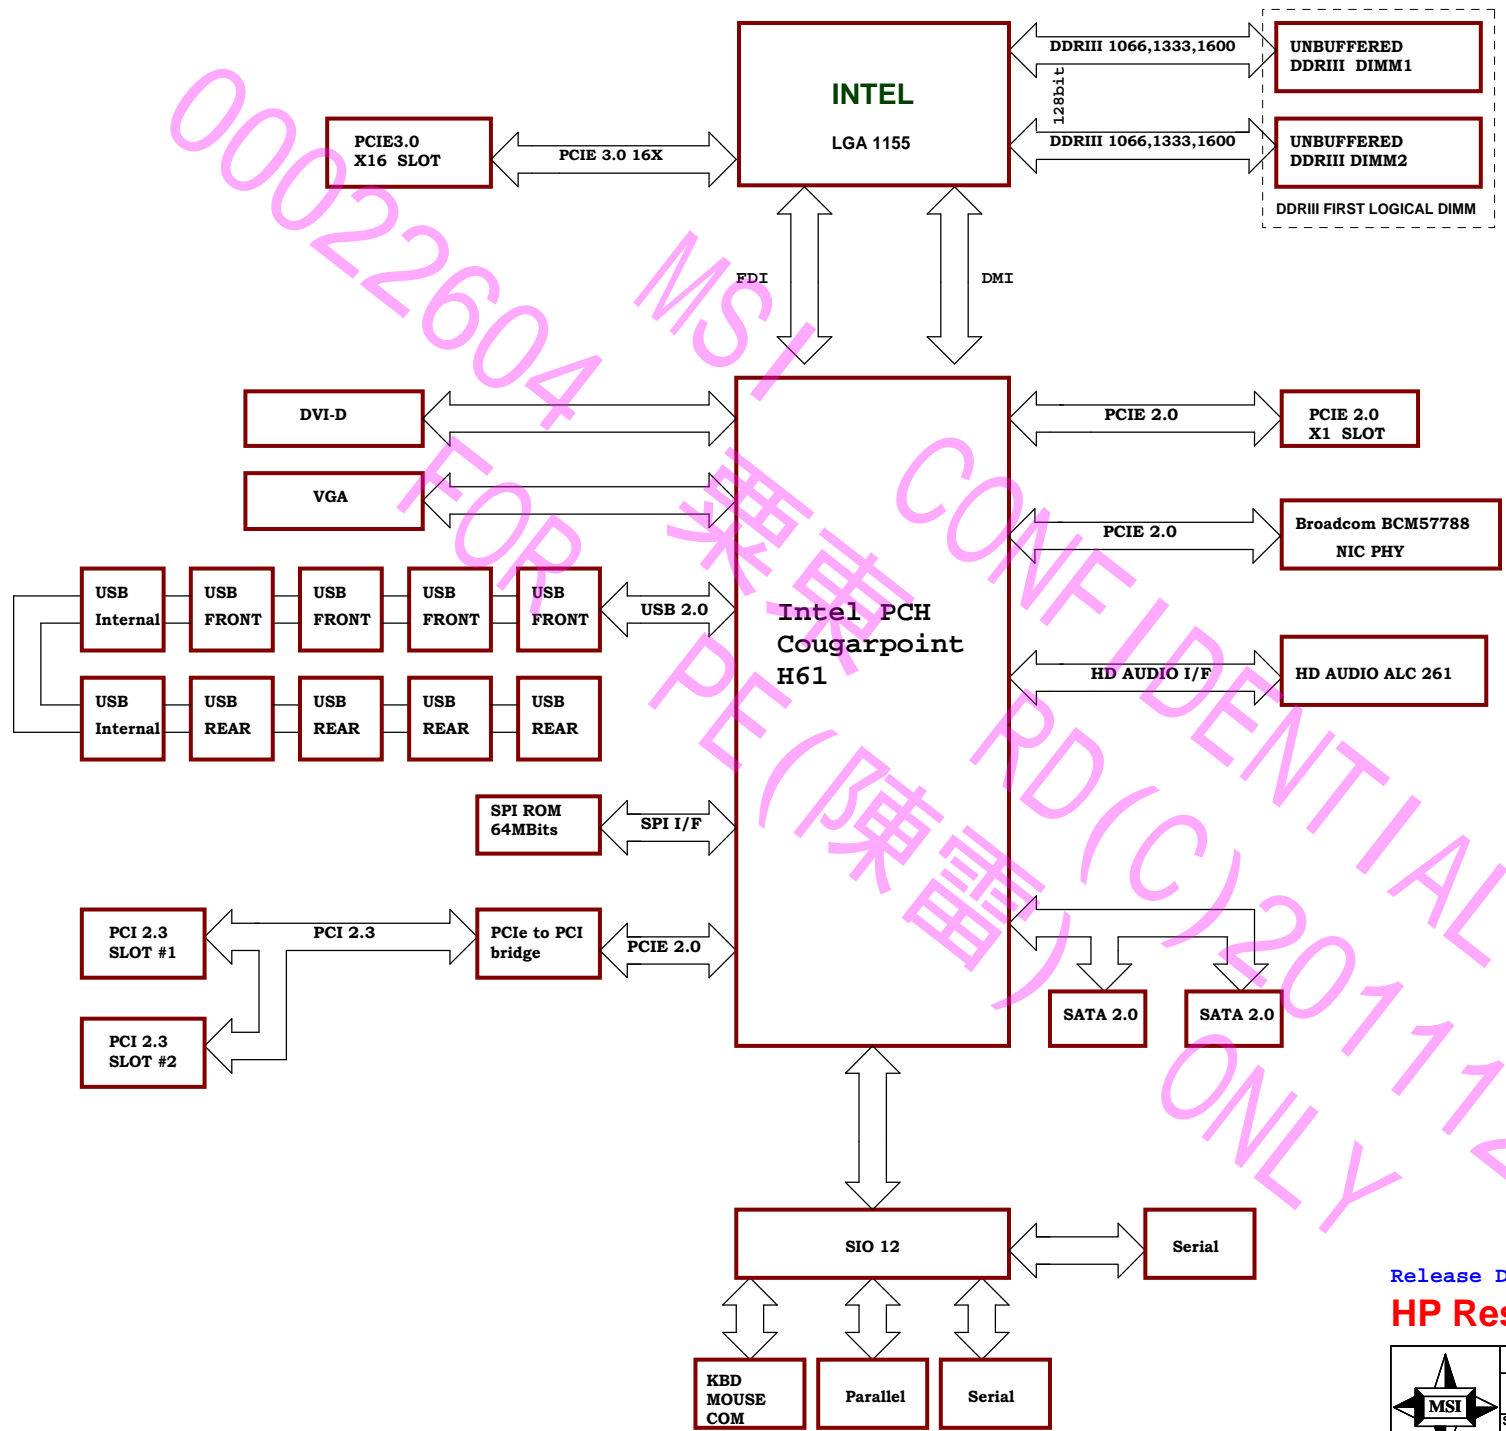 INTEL
LGA 1155
DDRIII 1066,1333,1600
128bit
DDRIII 1066,1333,1600
UNBUFFERED
DDRIII DIMM1
UNBUFFERED
DDRIII DIMM2
DDRIII FIRST LOGICAL DIMM
PCIE3.0
X16 SLOT
PCIE 3.0 16X
FDI
DMI
DVI-D
VGA
PCIE 2.0
PCIE 2.0
X1 SLOT
PCIE 2.0
Broadcom BCM57788
NIC PHY
USB
Internal
USB
FRONT
USB
FRONT
USB
FRONT
USB
FRONT
USB 2.0
Intel PCH
Cougarpoint
H61
HD AUDIO I/F
HD AUDIO ALC 261
USB
Internal
USB
REAR
USB
REAR
USB
REAR
USB
REAR
SPI ROM
64MBits
SPI I/F
PCI 2.3
SLOT #1
PCI 2.3
PCIe to PCI
bridge
PCIE 2.0
SATA 2.0
SATA 2.0
PCI 2.3
SLOT #2
SIO 12
Serial
KBD
MOUSE
COM
Parallel
Serial
Release D
HP Res
MSI
00022604 MSI CONFIDENTIAL
FOR 粟東 RD(C)201112
PE(陳雷) ONLY